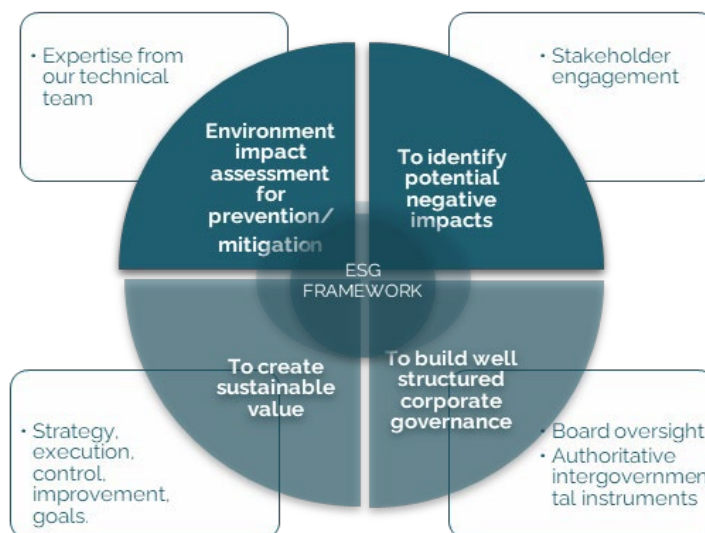 • Expertise from
our technical
team
• Stakeholder
engagement
Environment
impact
assessment
for
prevention/
mitigation
To identify
potential
negative
impacts
ESG
FRAMEWORK
To create
sustainable
value
To build well
structured
corporate
governance
• Strategy,
execution,
control,
improvement,
goals.
• Board oversight
• Authoritative
intergovernmen
tal instruments